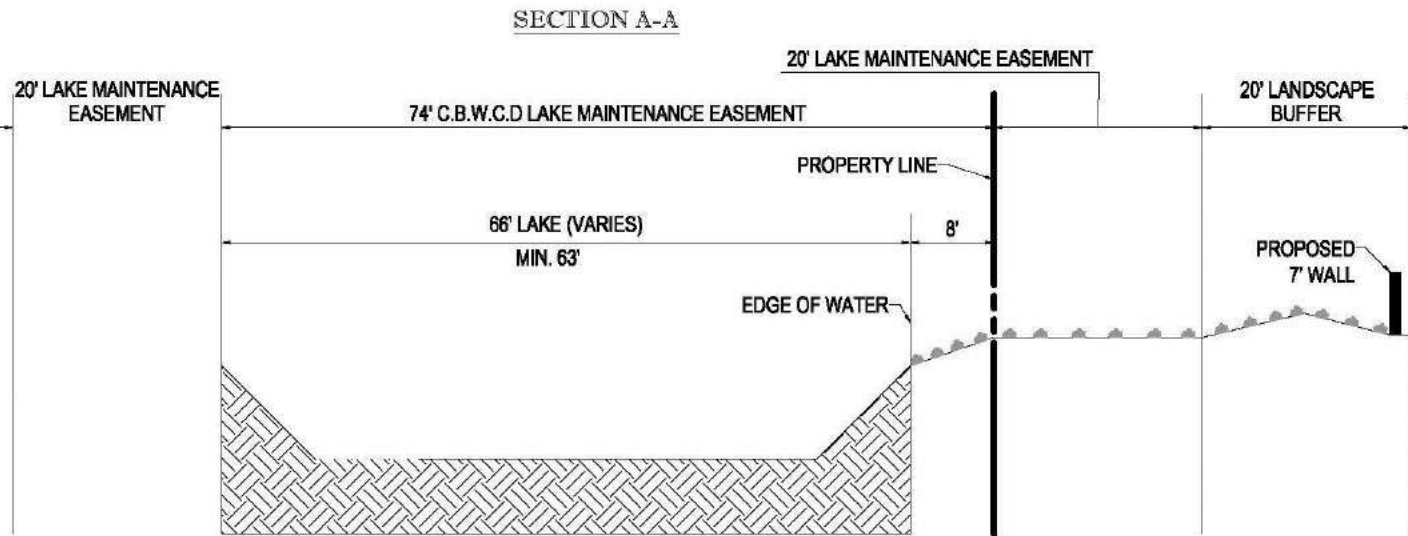 SECTION A-A
20' LAKE MAINTENANCE EASEMENT
20' LAKE MAINTENANCE
EASEMENT
74' C.B.W.C.D LAKE MAINTENANCE EASEMENT
20' LANDSCAPE
BUFFER
PROPERTY LINE
66' LAKE (VARIES)
8'
MIN. 63'
PROPOSED
7' WALL
EDGE OF WATER